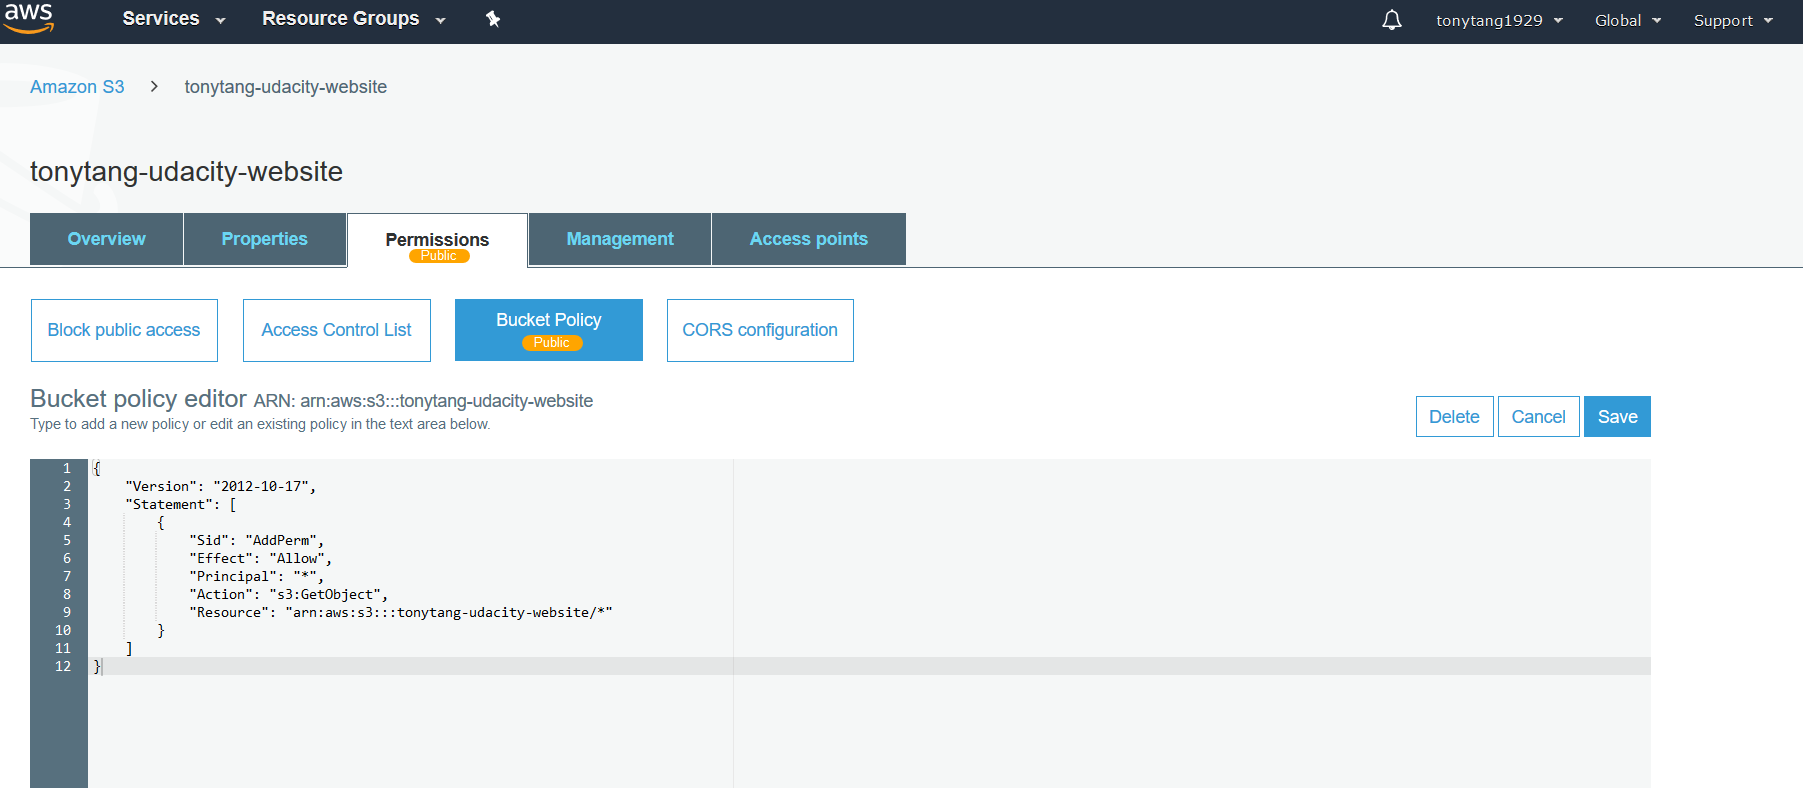 aws Services Resource Groups tonytang1929 Global Support
Amazon S3 > tonytang-udacity-website
tonytang-udacity-website
Overview Properties Permissions Management Access points
Public
Block public access Access Control List Bucket Policy CORS configuration
Public
Bucket policy editor ARN: arn:aws:s3:::tonytang-udacity-website
Type to add a new policy or edit an existing policy in the text area below.
Delete Cancel Save
1 {
2 "Version": "2012-10-17",
3 "Statement": [
4 {
5 "Sid": "AddPerm",
6 "Effect": "Allow",
7 "Principal": "*",
8 "Action": "s3:GetObject",
9 "Resource": "arn:aws:s3:::tonytang-udacity-website/*"
10 }
11 ]
12 }